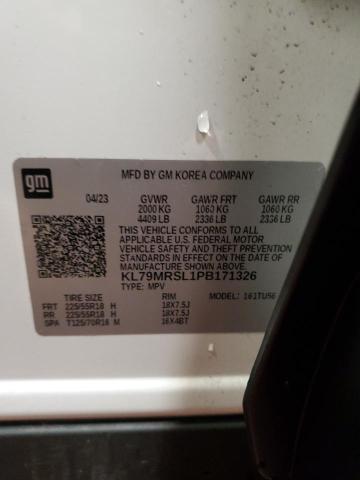 gm
MFD BY GM KOREA COMPANY
04/23 GVWR GAWR FRT GAWR RR
2000 KG 1060 KG 1060 KG
4409 LB 2336 LB 2336 LB
THIS VEHICLE CONFORMS TO ALL
APPLICABLE U.S. FEDERAL MOTOR
VEHICLE SAFETY AND THEFT PREVENTION
STANDARDS IN EFFECT ON THE DATE OF
MANUFACTURE SHOWN ABOVE.
KL79MRSL1PB171326
TYPE: MPV MODEL: 1TU56
TIRE SIZE RIM
FRT 225/55R18 H 18X7.5J
RR 225/55R18 H 18X7.5J
SPA T125/70R16 M 16X4BT